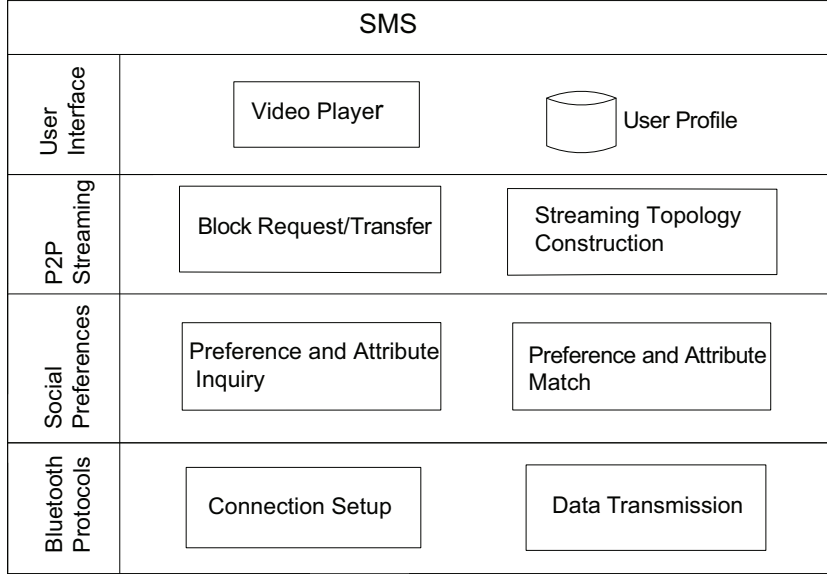 SMS
User
Interface
Video Player
User Profile
P2P
Streaming
Block Request/Transfer
Streaming Topology
Construction
Social
Preferences
Preference and Attribute
Inquiry
Preference and Attribute
Match
Bluetooth
Protocols
Connection Setup
Data Transmission